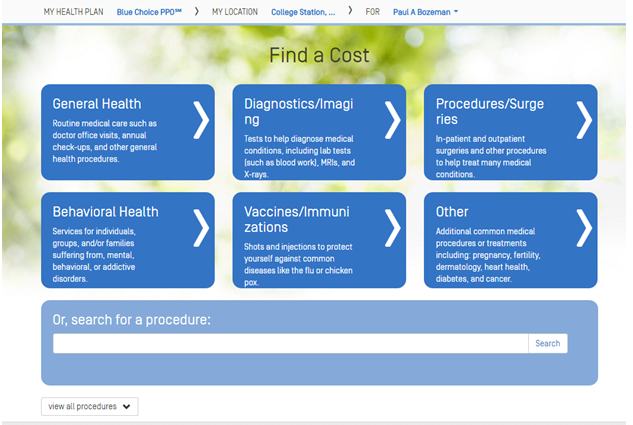 MY HEALTH PLAN Blue Choice PPO℠ MY LOCATION College Station, ... FOR Paul A Bozeman
Find a Cost
General Health
Routine medical care such as
doctor office visits, annual
check-ups, and other general
health procedures.
Diagnostics/Imagi
ng
Tests to help diagnose medical
conditions, including lab tests
(such as blood work), MRIs, and
X-rays.
Procedures/Surge
ries
In-patient and outpatient
surgeries and other procedures
to help treat many medical
conditions.
Behavioral Health
Services for individuals,
groups, and/or families
suffering from, mental,
behavioral, or addictive
disorders.
Vaccines/Immuni
zations
Shots and injections to protect
yourself against common
diseases like the flu or chicken
pox.
Other
Additional common medical
procedures or treatments
including: pregnancy, fertility,
dermatology, heart health,
diabetes, and cancer.
Or, search for a procedure:
Search
view all procedures